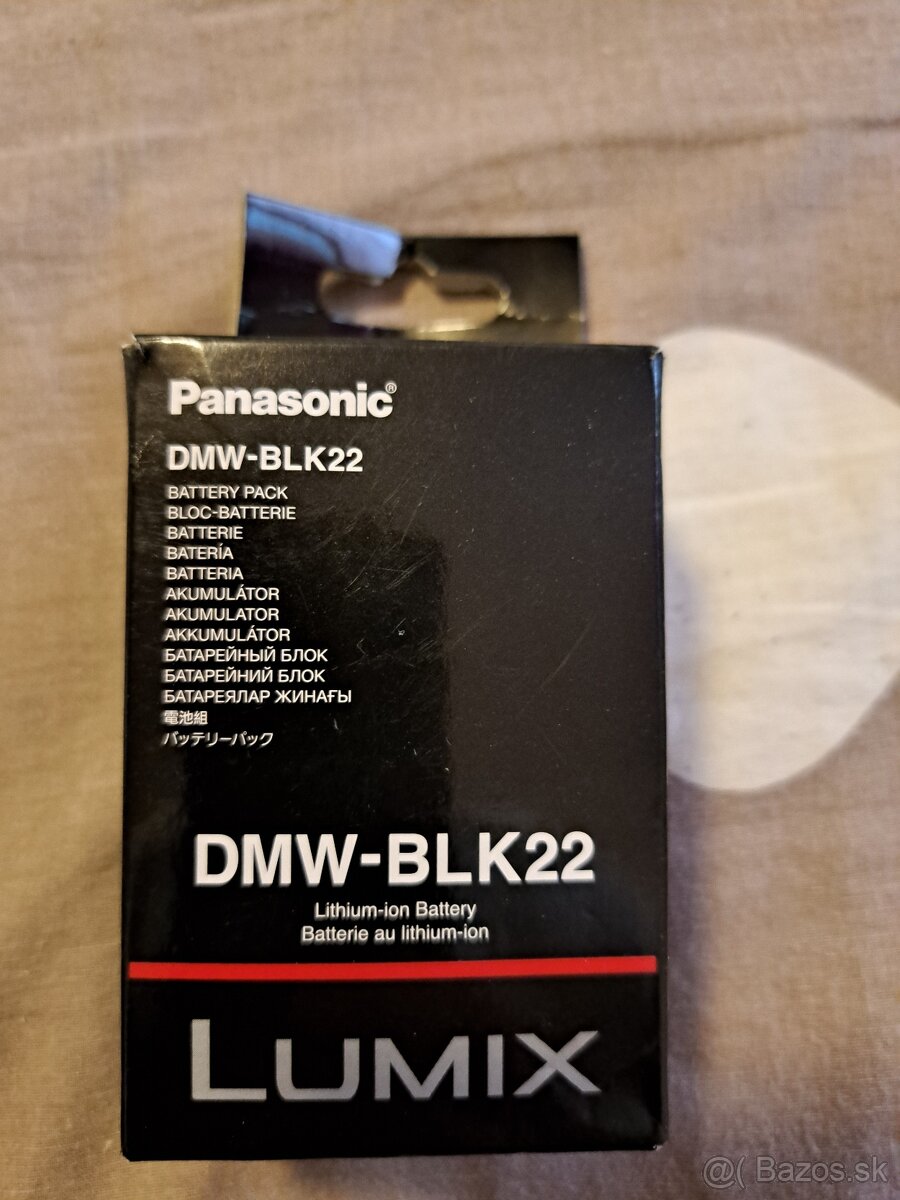 Panasonic®
DMW-BLK22
BATTERY PACK
BLOC-BATTERIE
BATTERIE
BATERÍA
BATTERIA
AKUMULÁTOR
AKUMULATOR
AKKUMULÁTOR
БАТАРЕЙНЫЙ БЛОК
БАТАРЕЙНИЙ БЛОК
БАТАРЕЯЛАР ЖИНАҒЫ
電池組
バッテリーパック
DMW-BLK22
Lithium-ion Battery
Batterie au lithium-ion
LUMIX
@( Bazos.sk